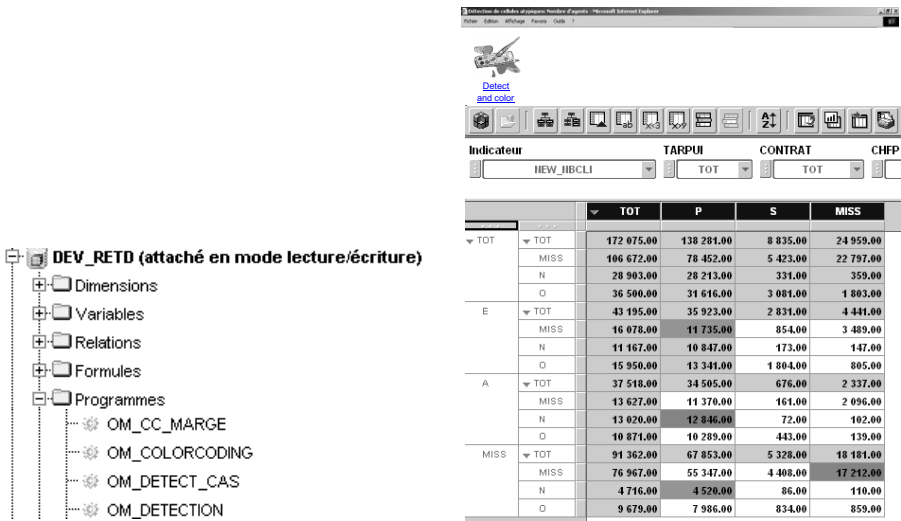 DEV_RETD (attaché en mode lecture/écriture)
Dimensions
Variables
Relations
Formules
Programmes
OM_CC_MARGE
OM_COLORCODING
OM_DETECT_CAS
OM_DETECTION
Détection de cellules atypiques: Nombre d'agents - Microsoft Internet Explorer
Fichier Edition Affichage Favoris Outils ?
Detect
and color
Indicateur TARPUI CONTRAT CHFP
NEW_NBCLI TOT TOT
TOT P S MISS
TOT TOT 172 075.00 138 281.00 8 835.00 24 959.00
MISS 106 672.00 78 452.00 5 423.00 22 797.00
N 28 903.00 28 213.00 331.00 359.00
O 36 500.00 31 616.00 3 081.00 1 803.00
E TOT 43 195.00 35 923.00 2 831.00 4 441.00
MISS 16 078.00 11 735.00 854.00 3 489.00
N 11 167.00 10 847.00 173.00 147.00
O 15 950.00 13 341.00 1 804.00 805.00
A TOT 37 518.00 34 505.00 676.00 2 337.00
MISS 13 627.00 11 370.00 161.00 2 096.00
N 13 020.00 12 846.00 72.00 102.00
O 10 871.00 10 289.00 443.00 139.00
MISS TOT 91 362.00 67 853.00 5 328.00 18 181.00
MISS 76 967.00 55 347.00 4 408.00 17 212.00
N 4 716.00 4 520.00 86.00 110.00
O 9 679.00 7 986.00 834.00 859.00